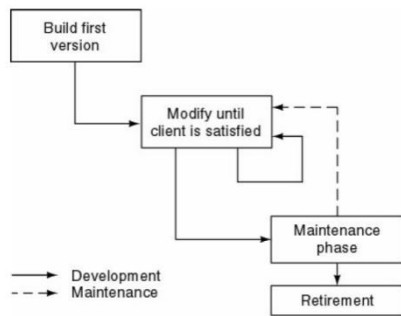 Build first
version
Modify until
client is satisfied
Maintenance
phase
Development
Maintenance
Retirement